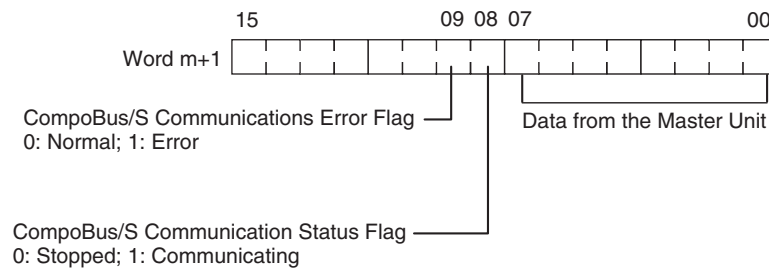 15 09 08 07 00
Word m+1
CompoBus/S Communications Error Flag
0: Normal; 1: Error
Data from the Master Unit
CompoBus/S Communication Status Flag
0: Stopped; 1: Communicating